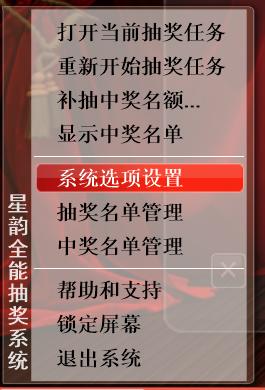 打开当前抽奖任务
重新开始抽奖任务
补抽中奖名额...
显示中奖名单
系统选项设置
抽奖名单管理
中奖名单管理
帮助和支持
锁定屏幕
退出系统
星韵全能抽奖系统